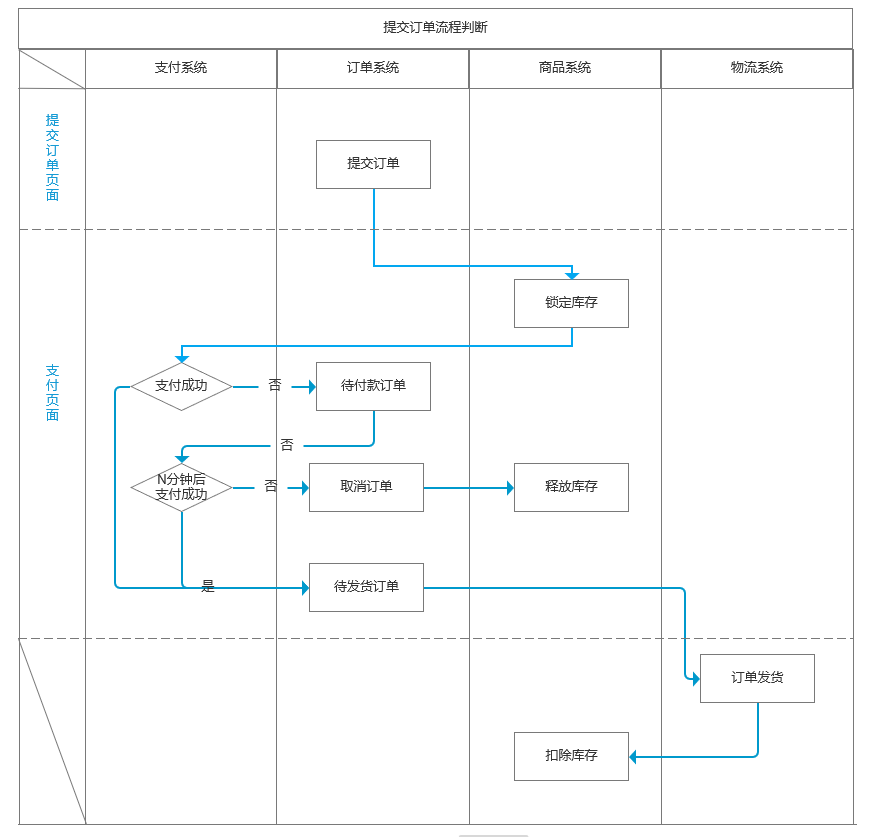 提交订单流程判断
支付系统
订单系统
商品系统
物流系统
提交订单页面
提交订单
锁定库存
支付页面
支付成功
否
待付款订单
否
N分钟后
支付成功
否
取消订单
释放库存
是
待发货订单
订单发货
扣除库存